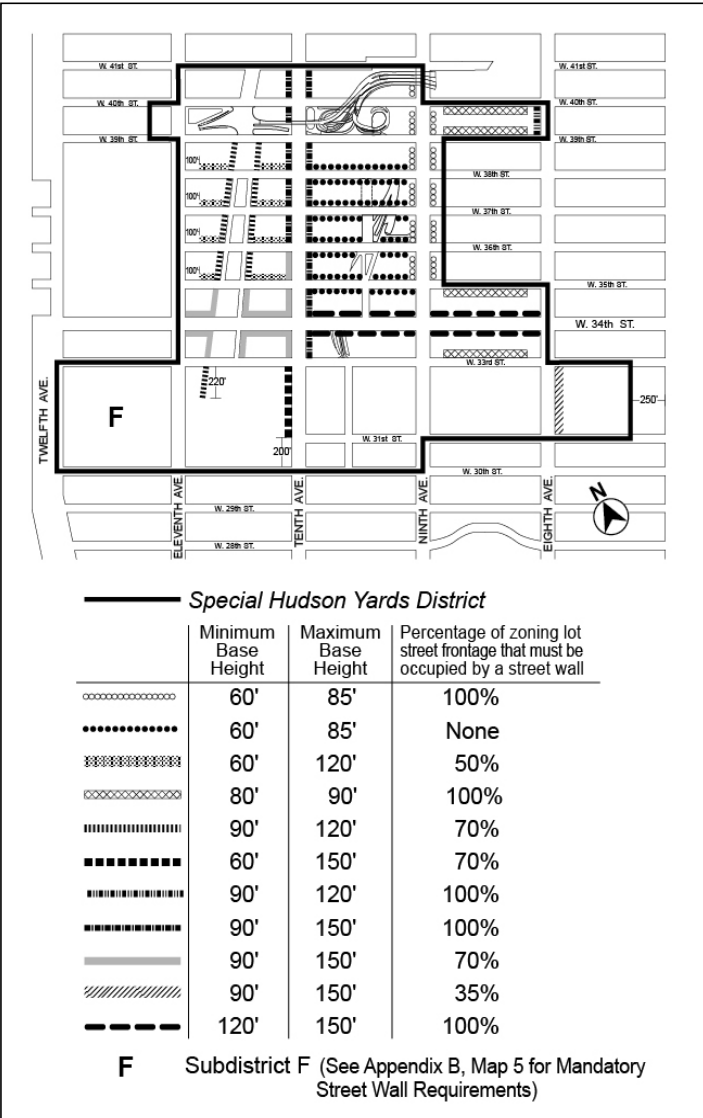 W. 41st ST. W. 41st ST.
W. 40th ST. W. 40th ST.
W. 39th ST. W. 39th ST.
100'
W. 38th ST.
100'
W. 37th ST.
100'
W. 36th ST.
100'
W. 35th ST.
W. 34th ST.
W. 33rd ST.
220'
F
250'
W. 31st ST.
200'
W. 30th ST.
TWELFTH AVE.
ELEVENTH AVE.
TENTH AVE.
NINTH AVE.
EIGHTH AVE.
N
W. 29th ST.
W. 28th ST.
Special Hudson Yards District
Minimum Base Height
Maximum Base Height
Percentage of zoning lot street frontage that must be occupied by a street wall
60' 85' 100%
60' 85' None
60' 120' 50%
80' 90' 100%
90' 120' 70%
60' 150' 70%
90' 120' 100%
90' 150' 100%
90' 150' 70%
90' 150' 35%
120' 150' 100%
F Subdistrict F (See Appendix B, Map 5 for Mandatory
Street Wall Requirements)